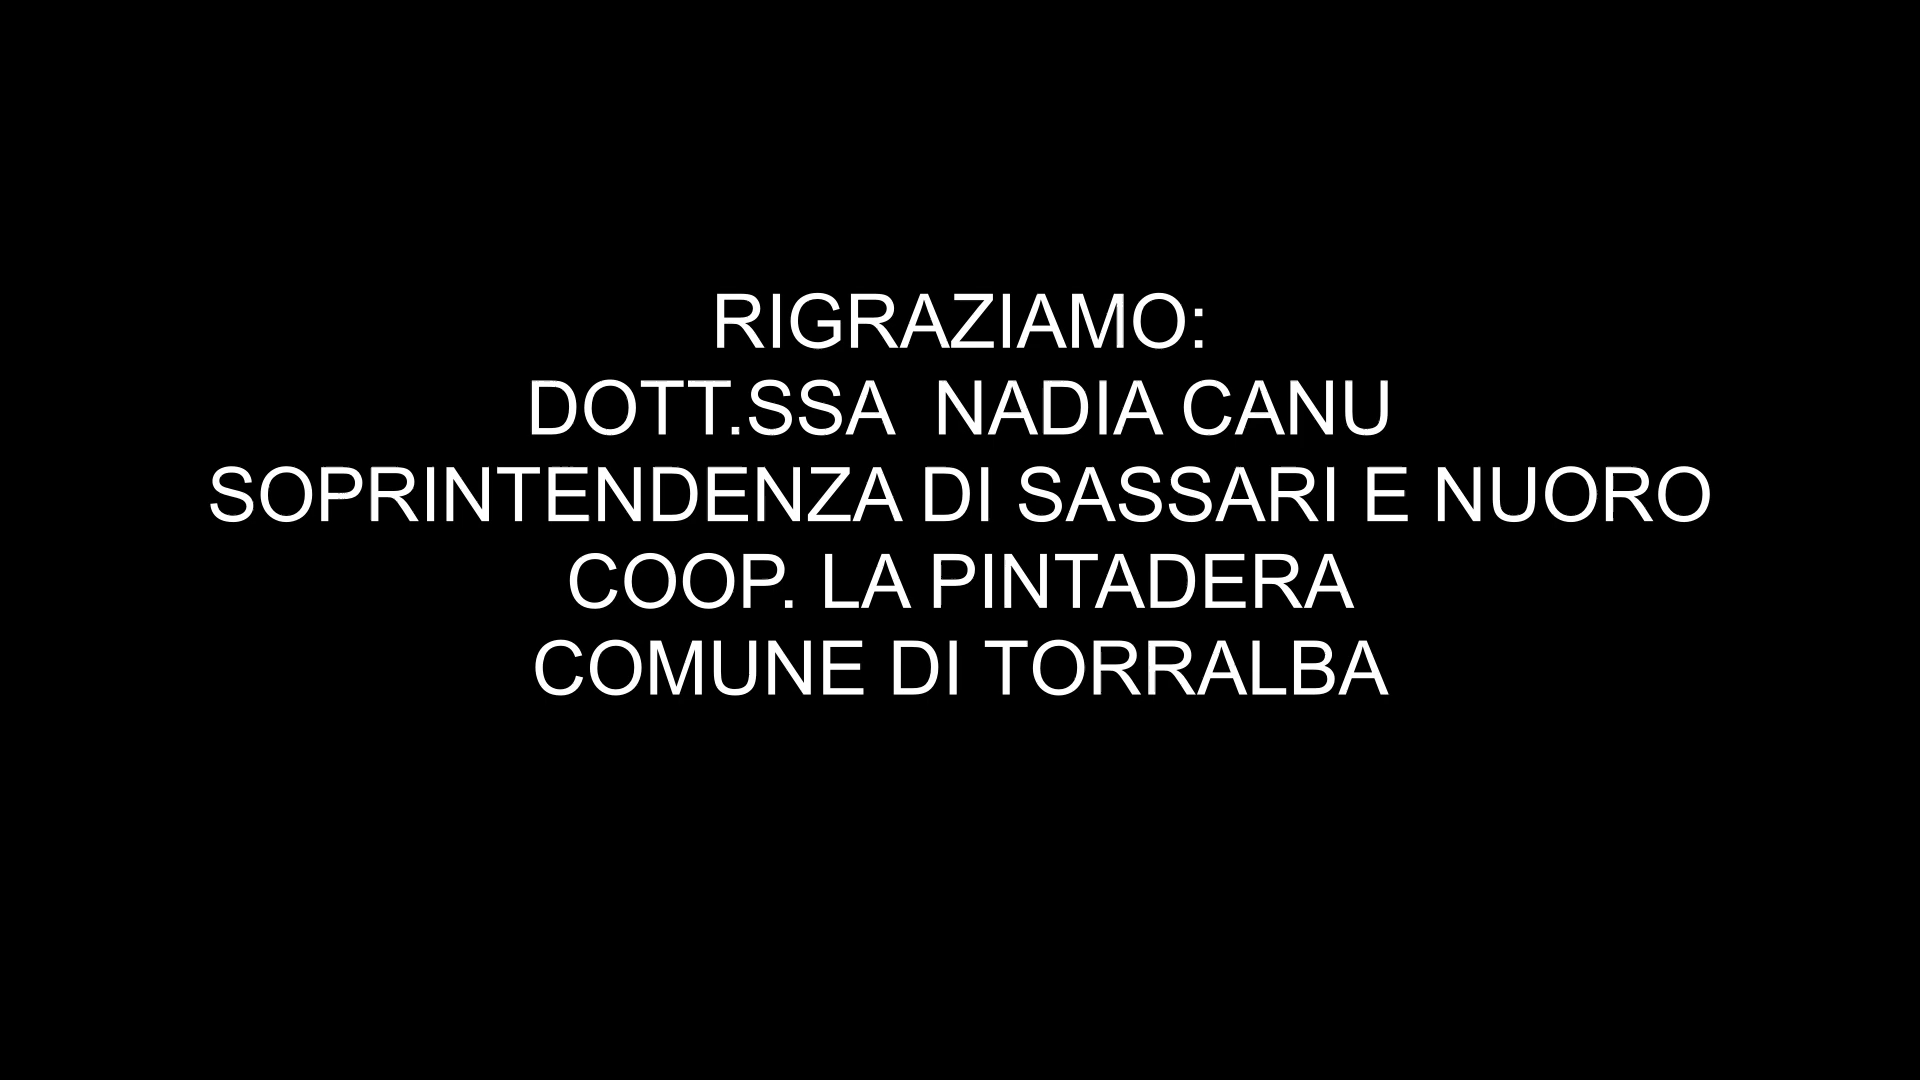 RIGRAZIAMO:
DOTT.SSA  NADIA CANU
SOPRINTENDENZA DI SASSARI E NUORO
COOP. LA PINTADERA
COMUNE DI TORRALBA